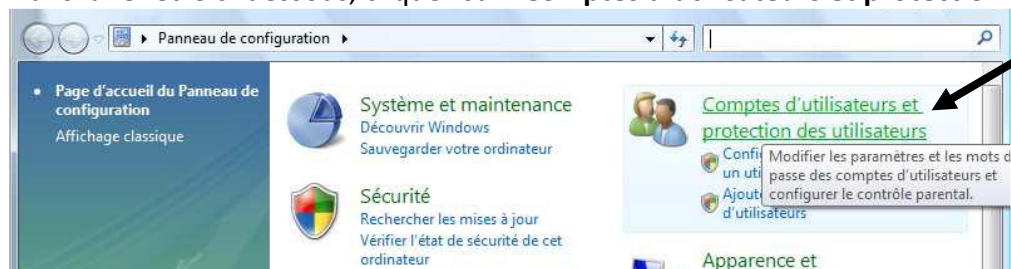 Panneau de configuration
Page d'accueil du Panneau de
configuration
Affichage classique
Système et maintenance
Découvrir Windows
Sauvegarder votre ordinateur
Sécurité
Rechercher les mises à jour
Vérifier l'état de sécurité de cet
ordinateur
Comptes d'utilisateurs et
protection des utilisateurs
Modifier les paramètres et les mots d
passe des comptes d'utilisateurs et
configurer le contrôle parental.
un uti
d'utilisateurs
Apparence et